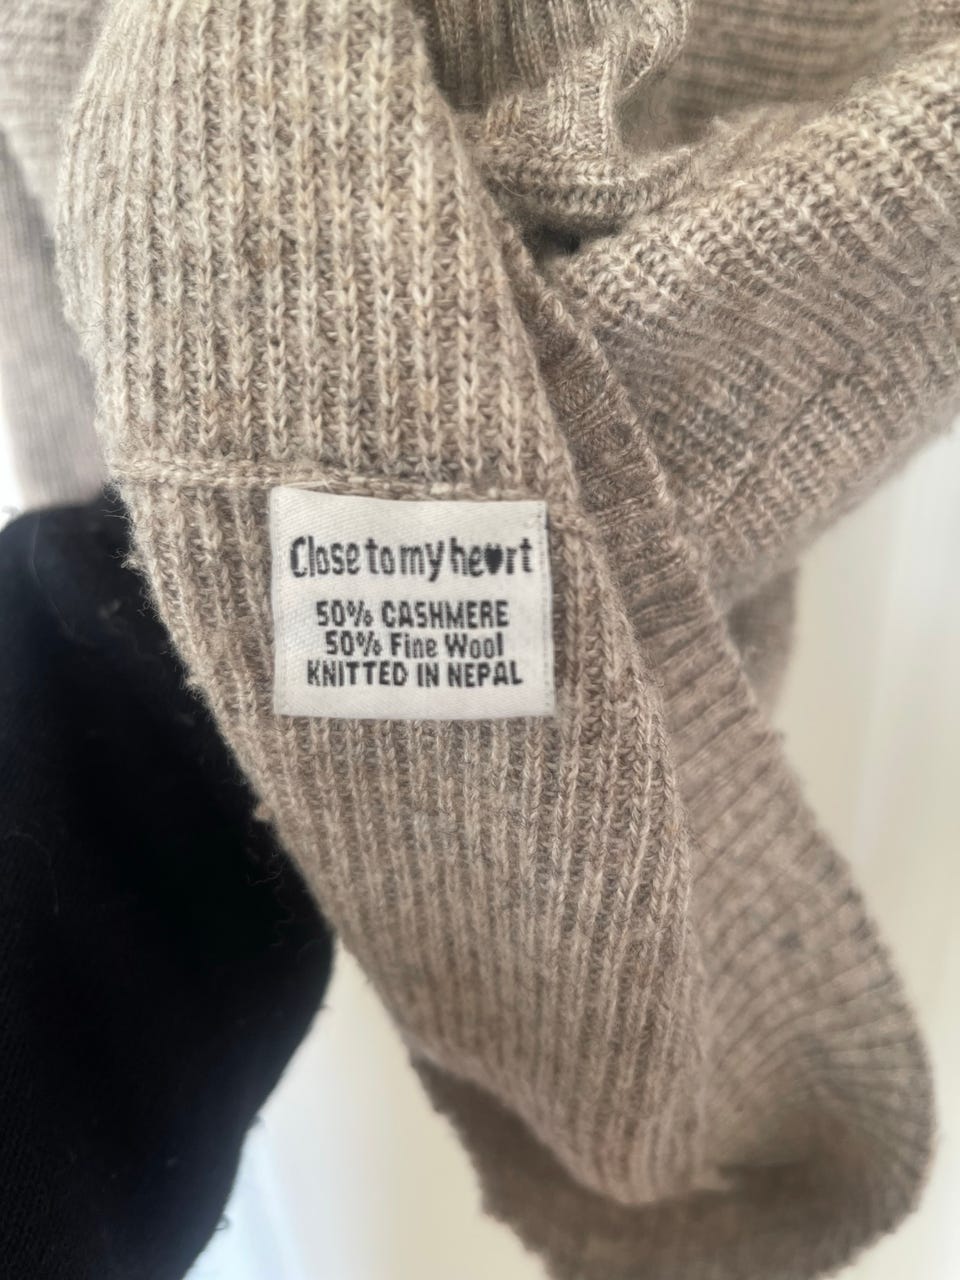 Close to my he♥rt
50% CASHMERE
50% Fine Wool
KNITTED IN NEPAL